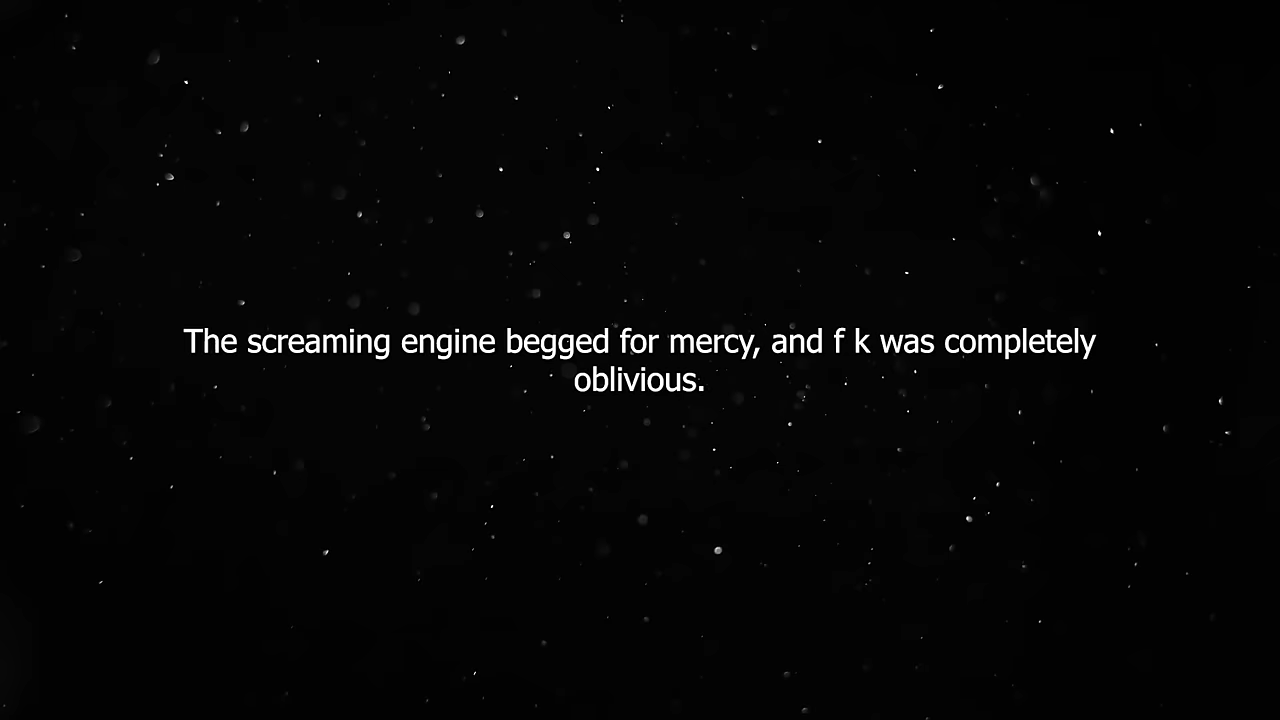 The screaming engine begged for mercy, and f k was completely
oblivious.